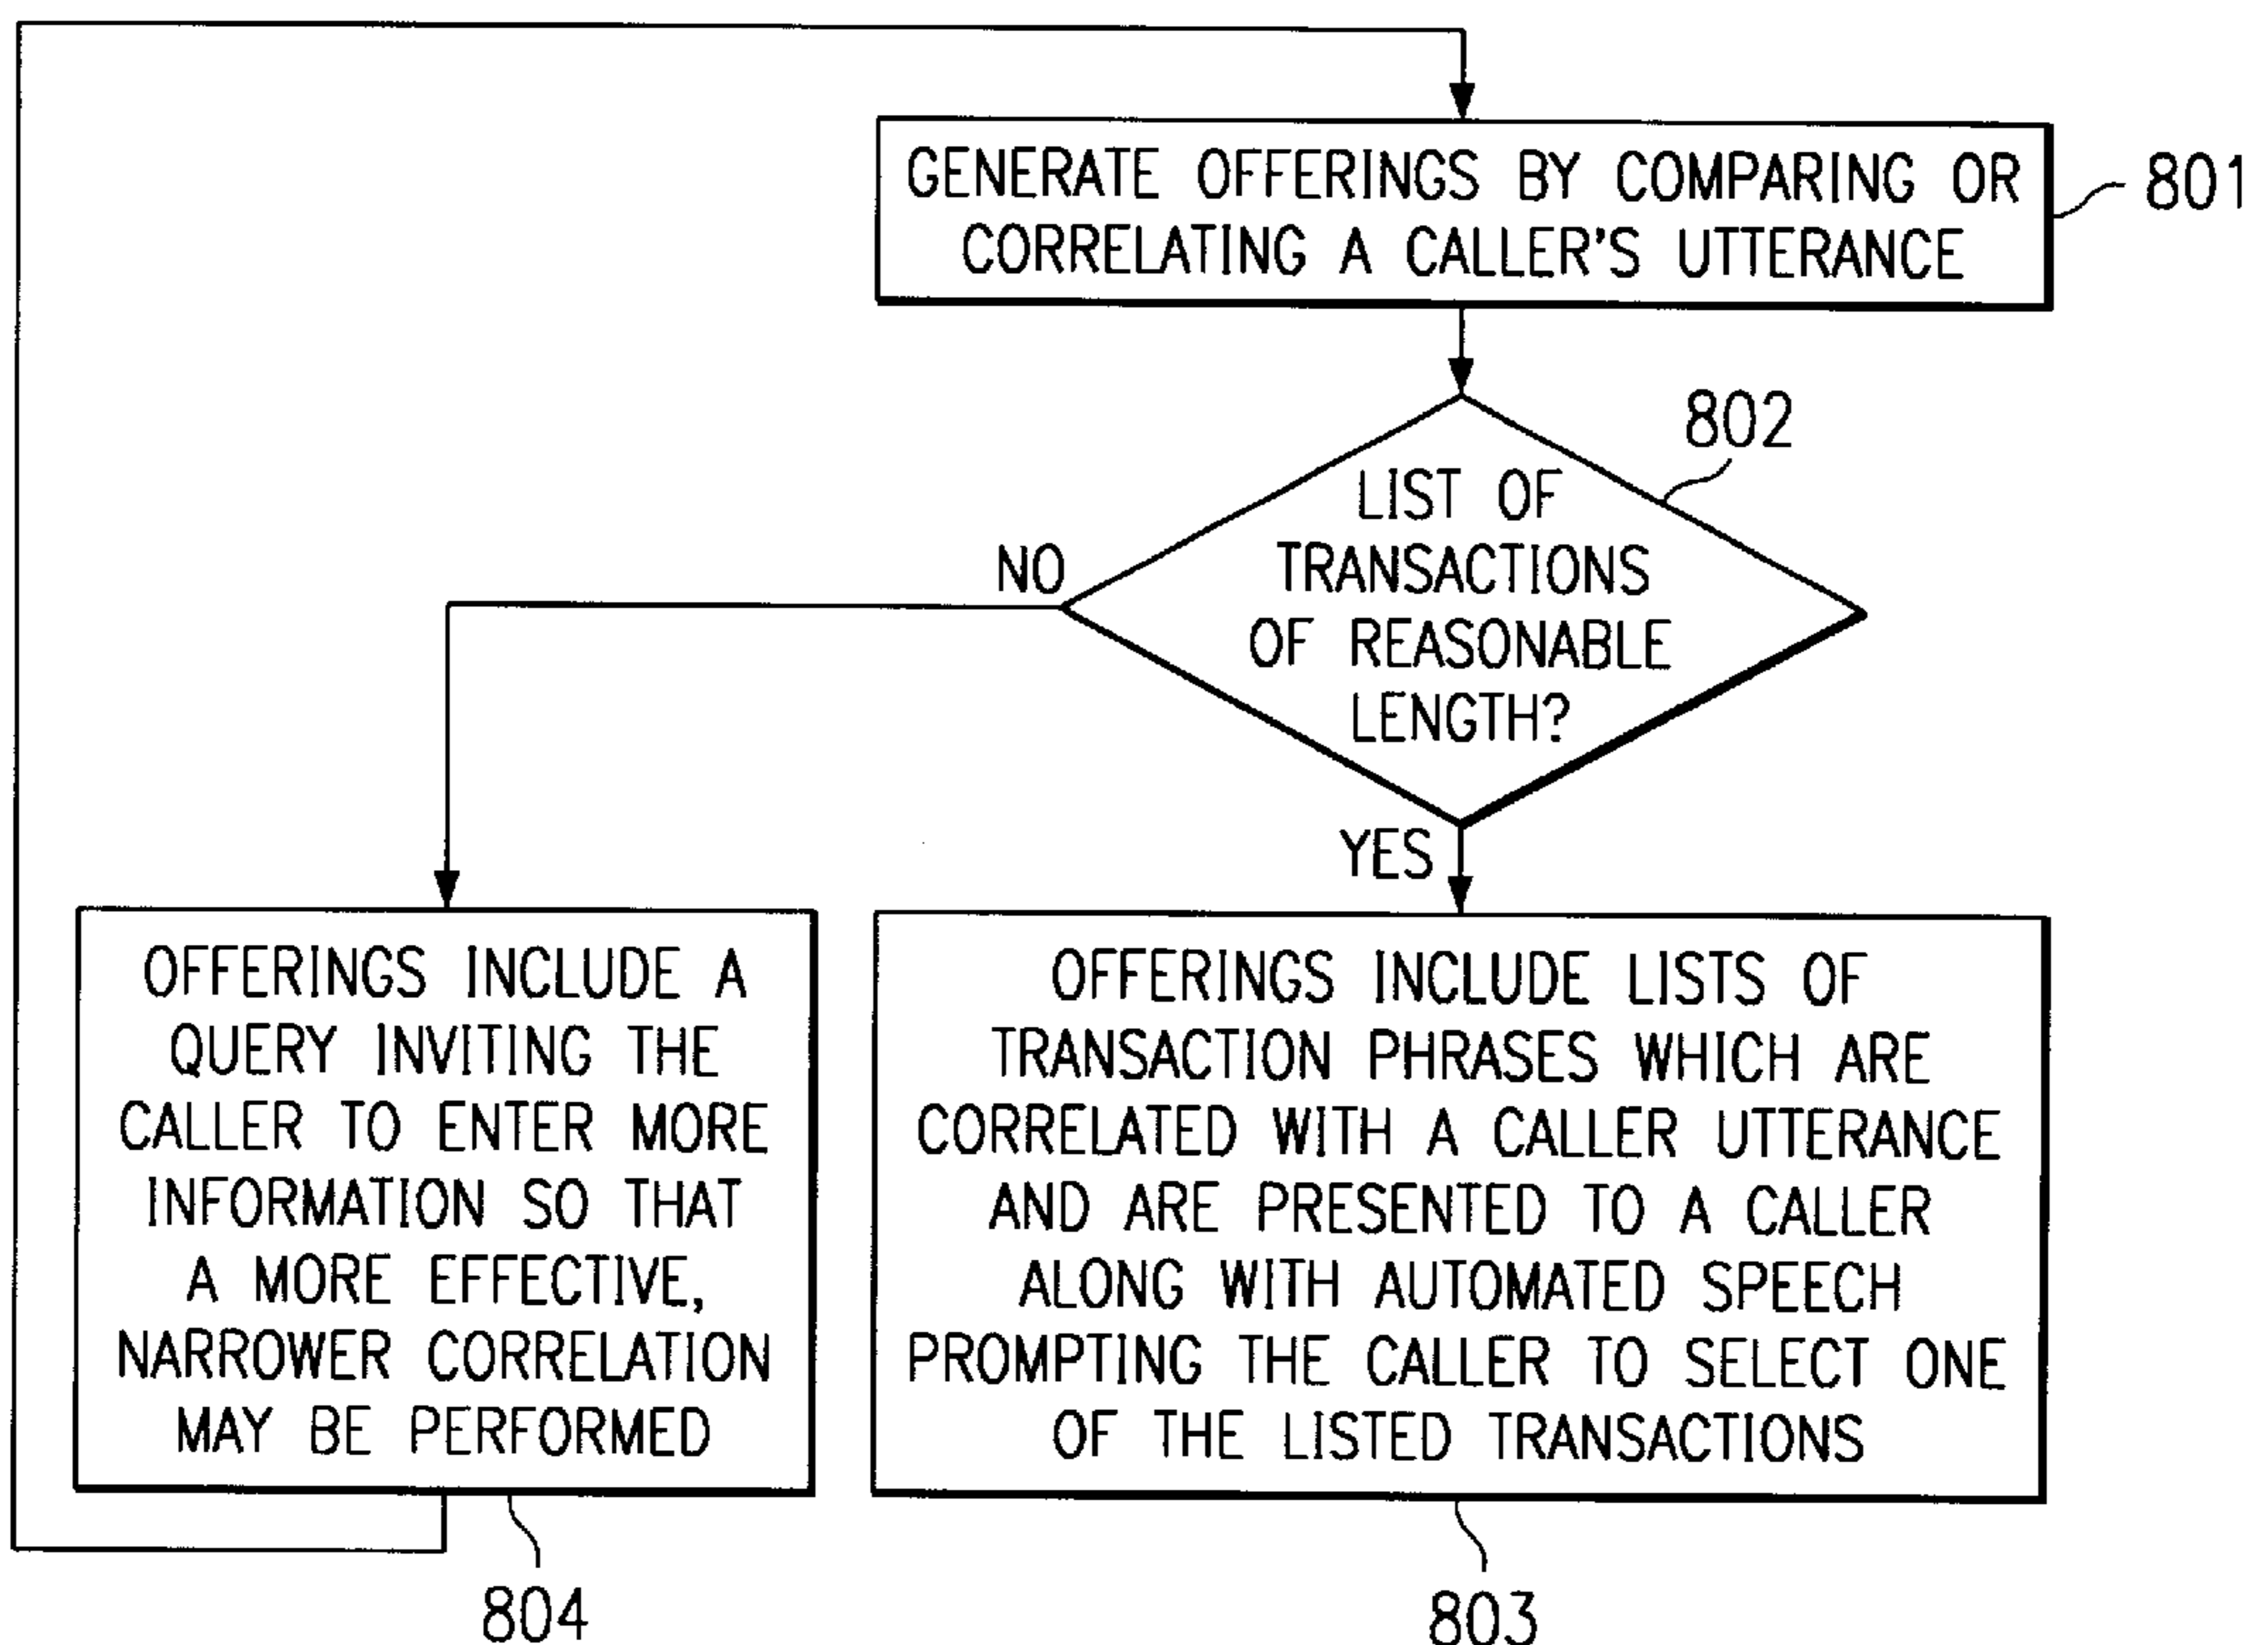 GENERATE OFFERINGS BY COMPARING OR
CORRELATING A CALLER'S UTTERANCE
801
802
LIST OF
TRANSACTIONS
OF REASONABLE
LENGTH?
NO
YES
OFFERINGS INCLUDE A
QUERY INVITING THE
CALLER TO ENTER MORE
INFORMATION SO THAT
A MORE EFFECTIVE,
NARROWER CORRELATION
MAY BE PERFORMED
804
OFFERINGS INCLUDE LISTS OF
TRANSACTION PHRASES WHICH ARE
CORRELATED WITH A CALLER UTTERANCE
AND ARE PRESENTED TO A CALLER
ALONG WITH AUTOMATED SPEECH
PROMPTING THE CALLER TO SELECT ONE
OF THE LISTED TRANSACTIONS
803